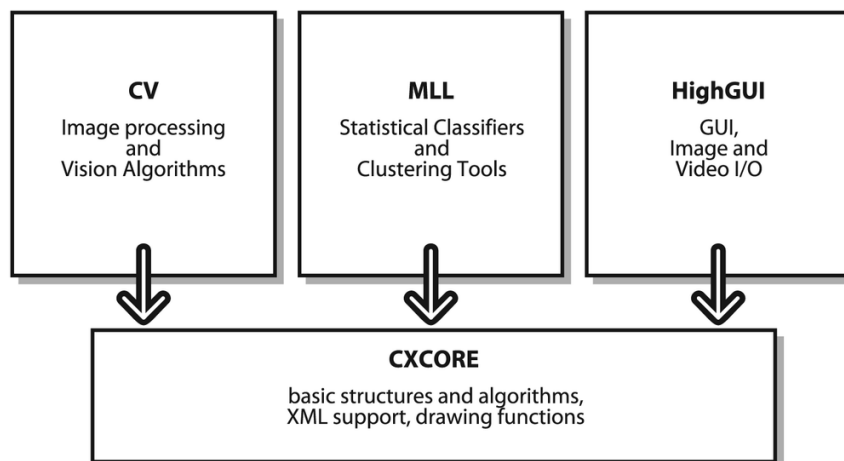 CV
Image processing
and
Vision Algorithms
MLL
Statistical Classifiers
and
Clustering Tools
HighGUI
GUI,
Image and
Video I/O
CXCORE
basic structures and algorithms,
XML support, drawing functions